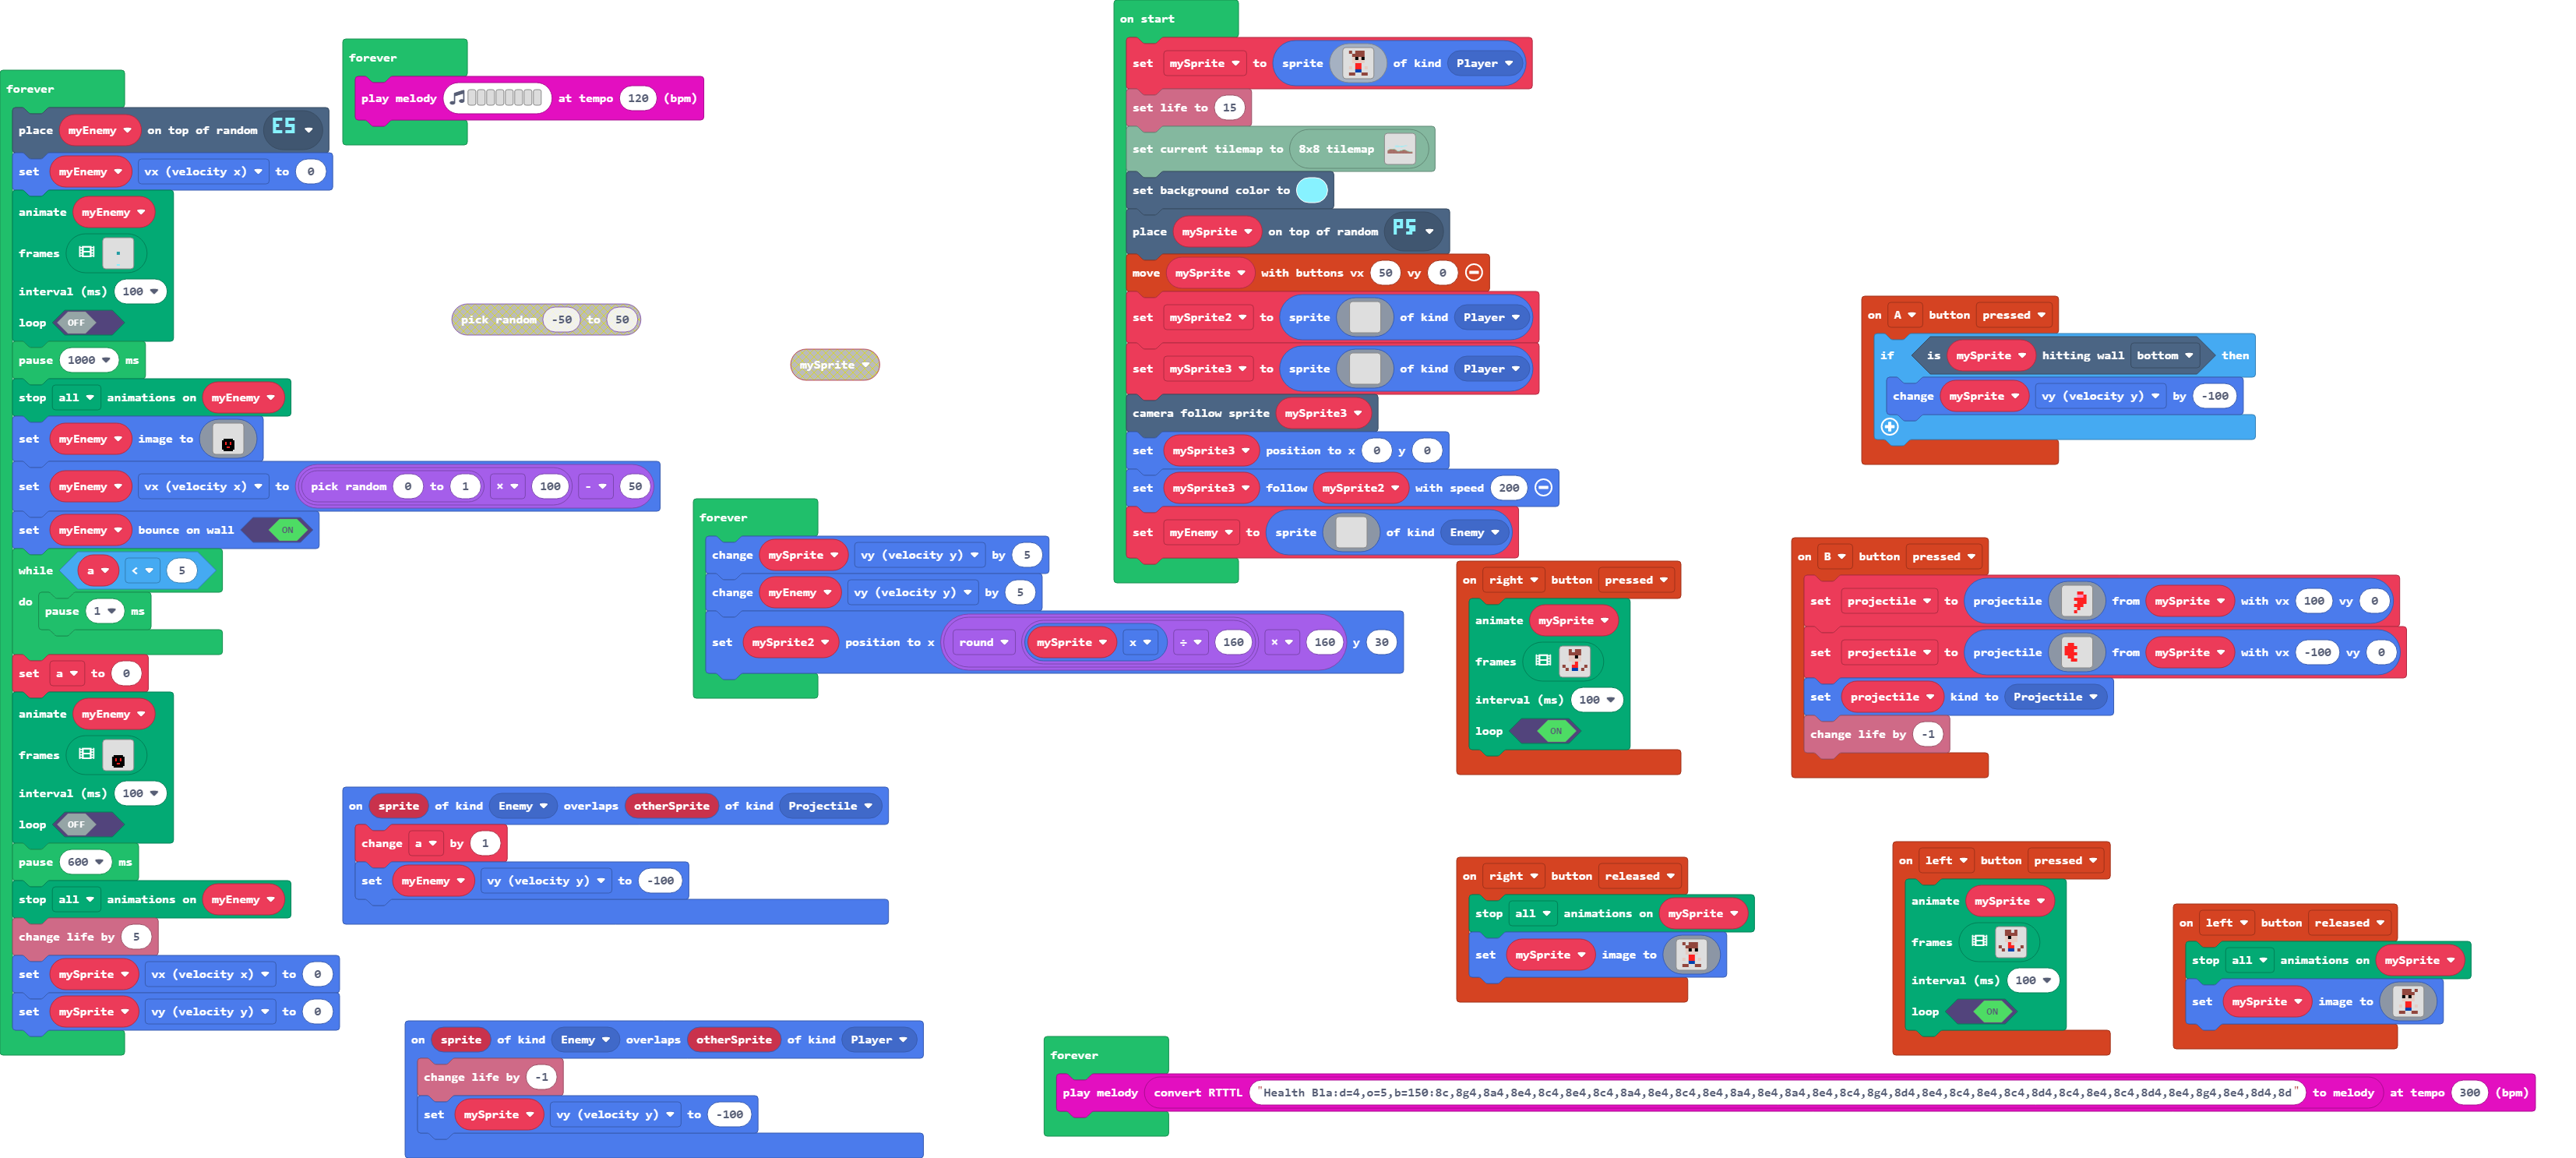 forever
place myEnemy on top of random ES
set myEnemy vx (velocity x) to 0
animate myEnemy
frames
interval (ms) 100
loop OFF
pause 1000 ms
stop all animations on myEnemy
set myEnemy image to
set myEnemy vx (velocity x) to pick random 0 to 1 × 100 - 50
set myEnemy bounce on wall ON
while a < 5
do
pause 1 ms
set a to 0
animate myEnemy
frames
interval (ms) 100
loop OFF
pause 600 ms
stop all animations on myEnemy
change life by 5
set mySprite vx (velocity x) to 0
set mySprite vy (velocity y) to 0
forever
play melody at tempo 120 (bpm)
pick random -50 to 50
mySprite
forever
change mySprite vy (velocity y) by 5
change myEnemy vy (velocity y) by 5
set mySprite2 position to x round mySprite x ÷ 160 × 160 y 30
on sprite of kind Enemy overlaps otherSprite of kind Projectile
change a by 1
set myEnemy vy (velocity y) to -100
on sprite of kind Enemy overlaps otherSprite of kind Player
change life by -1
set mySprite vy (velocity y) to -100
on start
set mySprite to sprite of kind Player
set life to 15
set current tilemap to 8x8 tilemap
set background color to
place mySprite on top of random PS
move mySprite with buttons vx 50 vy 0
set mySprite2 to sprite of kind Player
set mySprite3 to sprite of kind Player
camera follow sprite mySprite3
set mySprite3 position to x 0 y 0
set mySprite3 follow mySprite2 with speed 200
set myEnemy to sprite of kind Enemy
on right button pressed
animate mySprite
frames
interval (ms) 100
loop ON
on right button released
stop all animations on mySprite
set mySprite image to
on A button pressed
if is mySprite hitting wall bottom then
change mySprite vy (velocity y) by -100
on B button pressed
set projectile to projectile from mySprite with vx 100 vy 0
set projectile to projectile from mySprite with vx -100 vy 0
set projectile kind to Projectile
change life by -1
on left button pressed
animate mySprite
frames
interval (ms) 100
loop ON
on left button released
stop all animations on mySprite
set mySprite image to
forever
play melody convert RTTTL "Health Bla:d=4,o=5,b=150:8c,8g4,8a4,8e4,8c4,8e4,8c4,8a4,8e4,8c4,8e4,8a4,8e4,8a4,8e4,8c4,8g4,8d4,8e4,8c4,8e4,8c4,8d4,8c4,8e4,8c4,8d4,8e4,8g4,8e4,8d4,8d" to melody at tempo 300 (bpm)